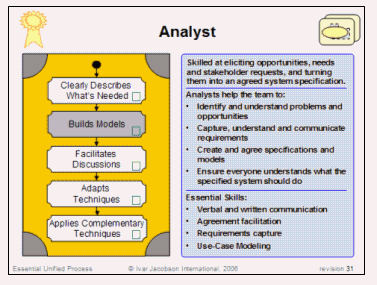 Analyst
Clearly Describes
What's Needed
Builds Models
Facilitates
Discussions
Adapts
Techniques
Applies Complementary
Techniques
Skilled at eliciting opportunities, needs
and stakeholder requests, and turning
them into an agreed system specification.
Analysts help the team to:
• Identify and understand problems and
opportunities
• Capture, understand and communicate
requirements
• Create and agree specifications and
models
• Ensure everyone understands what the
specified system should do
Essential Skills:
• Verbal and written communication
• Agreement facilitation
• Requirements capture
• Use-Case Modeling
Essential Unified Process © Ivar Jacobson International, 2006 revision 31